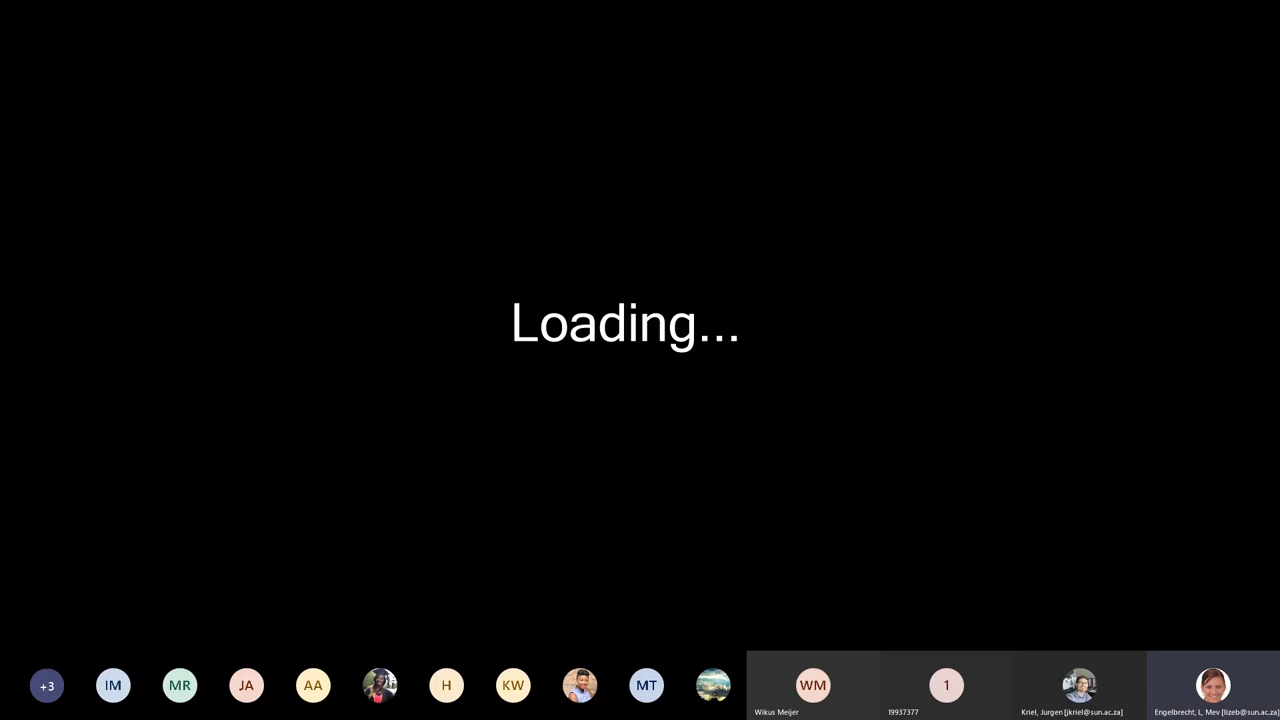 Loading...
+3
IM
MR
JA
AA
H
KW
MT
WM
Wikus Meijer
1
19937377
Kriel, Jurgen [jkriel@sun.ac.za]
Engelbrecht, L, Mev [lizeb@sun.ac.za]